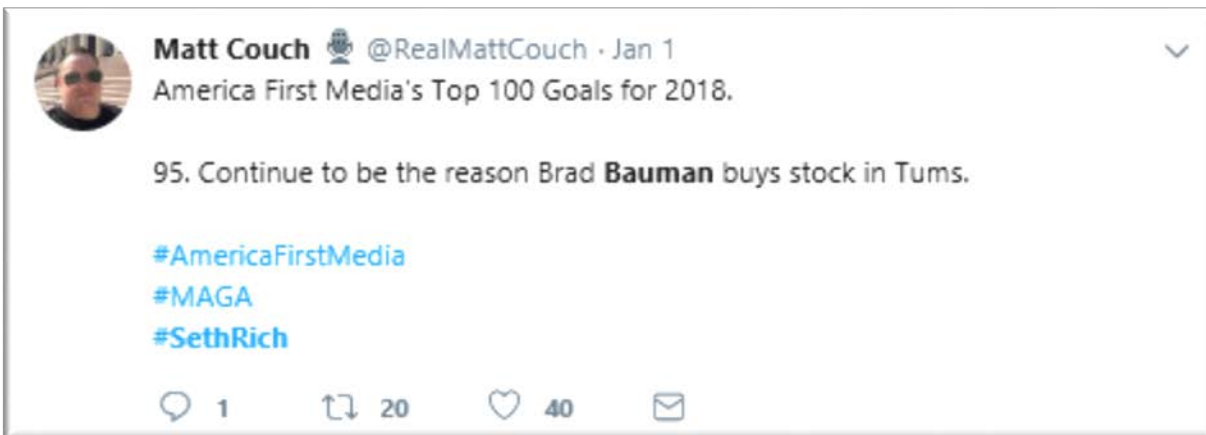 Matt Couch 🎙 @RealMattCouch · Jan 1
America First Media's Top 100 Goals for 2018.
95. Continue to be the reason Brad Bauman buys stock in Tums.
#AmericaFirstMedia
#MAGA
#SethRich
1 20 40